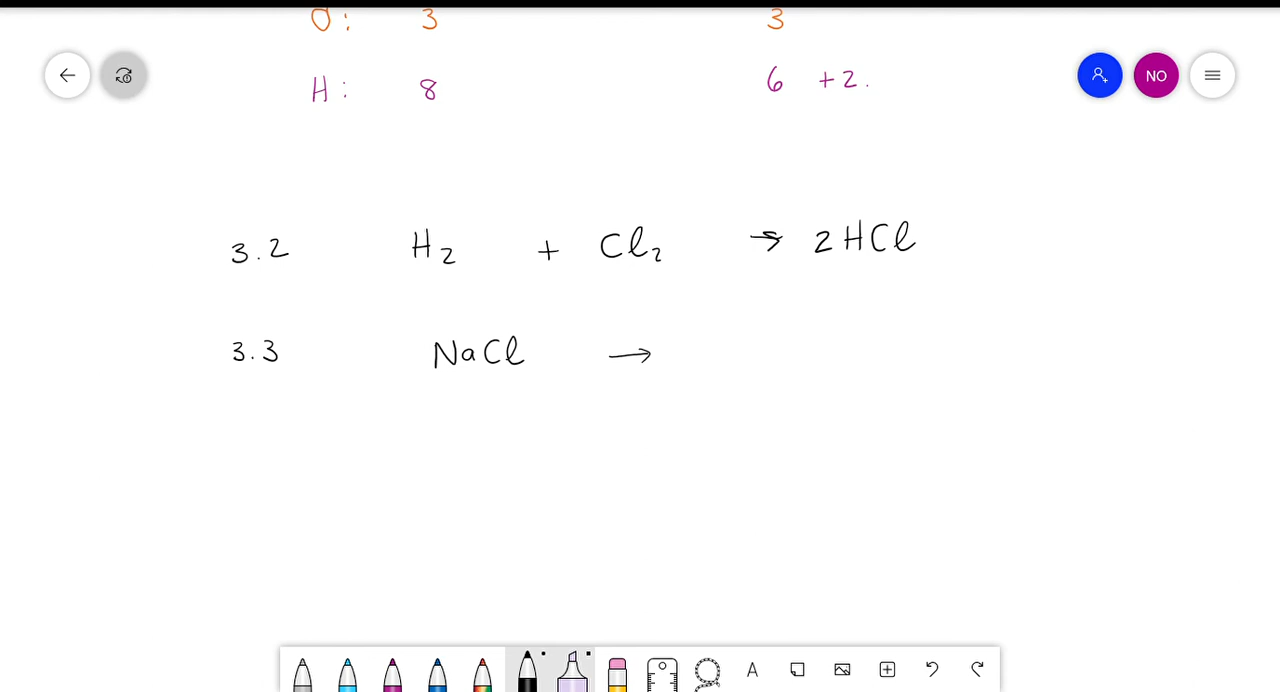 O: 3 3
H: 8 6 +2.
NO
3.2 H₂ + Cl₂ → 2HCl
3.3 NaCl →
A